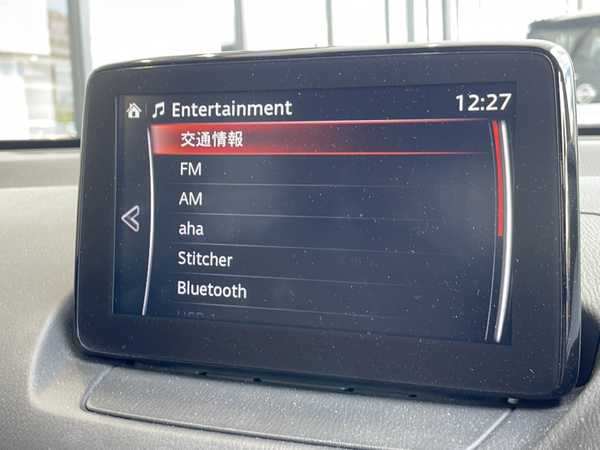 Entertainment 12:27
交通情報
FM
AM
aha
Stitcher
Bluetooth